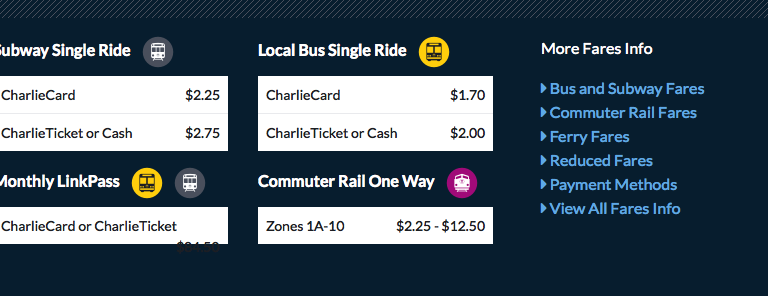 Subway Single Ride
CharlieCard $2.25
CharlieTicket or Cash $2.75
Monthly LinkPass
CharlieCard or CharlieTicket
Local Bus Single Ride
CharlieCard $1.70
CharlieTicket or Cash $2.00
Commuter Rail One Way
Zones 1A-10 $2.25 - $12.50
More Fares Info
Bus and Subway Fares
Commuter Rail Fares
Ferry Fares
Reduced Fares
Payment Methods
View All Fares Info